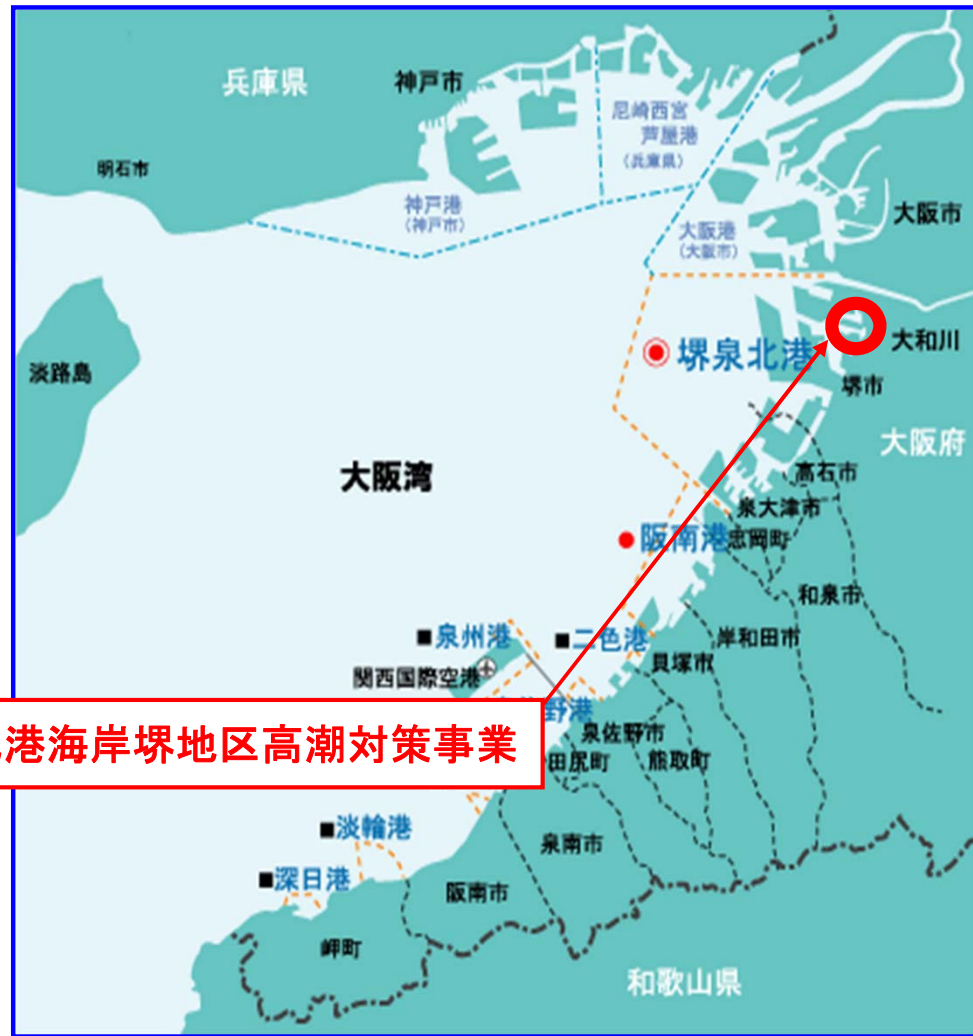 兵庫県
神戸市
尼崎西宮
芦屋港
(兵庫県)
明石市
神戸港
(神戸市)
大阪港
(大阪市)
大阪市
大和川
堺泉北港
堺市
淡路島
大阪府
大阪湾
高石市
泉大津市
阪南港
忠岡町
和泉市
泉州港
二色港
岸和田市
貝塚市
関西国際空港
野港
泉佐野市
港海岸堺地区高潮対策事業
田尻町
熊取町
淡輪港
泉南市
深日港
阪南市
岬町
和歌山県